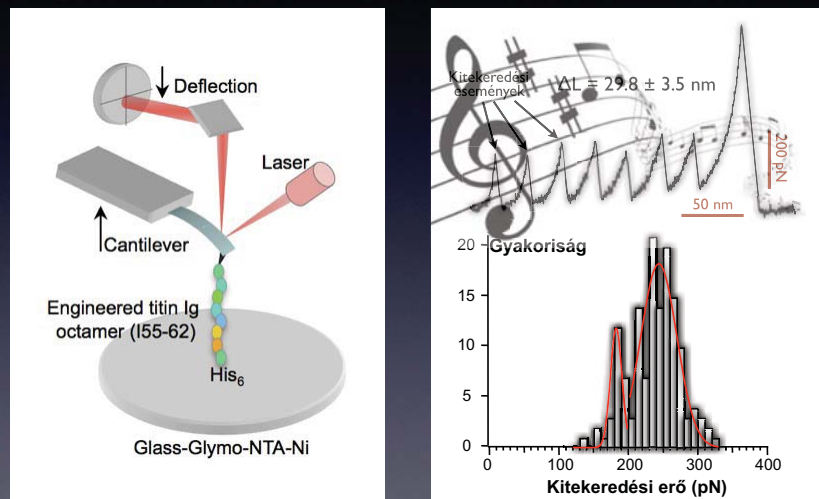 Deflection
Laser
Cantilever
Engineered titin Ig
octamer (I55-62)
His₆
Glass-Glymo-NTA-Ni
Kitekeredési
események
ΔL = 29.8 ± 3.5 nm
200 pN
50 nm
Gyakoriság
20
15
10
5
0
0 100 200 300 400
Kitekeredési erő (pN)